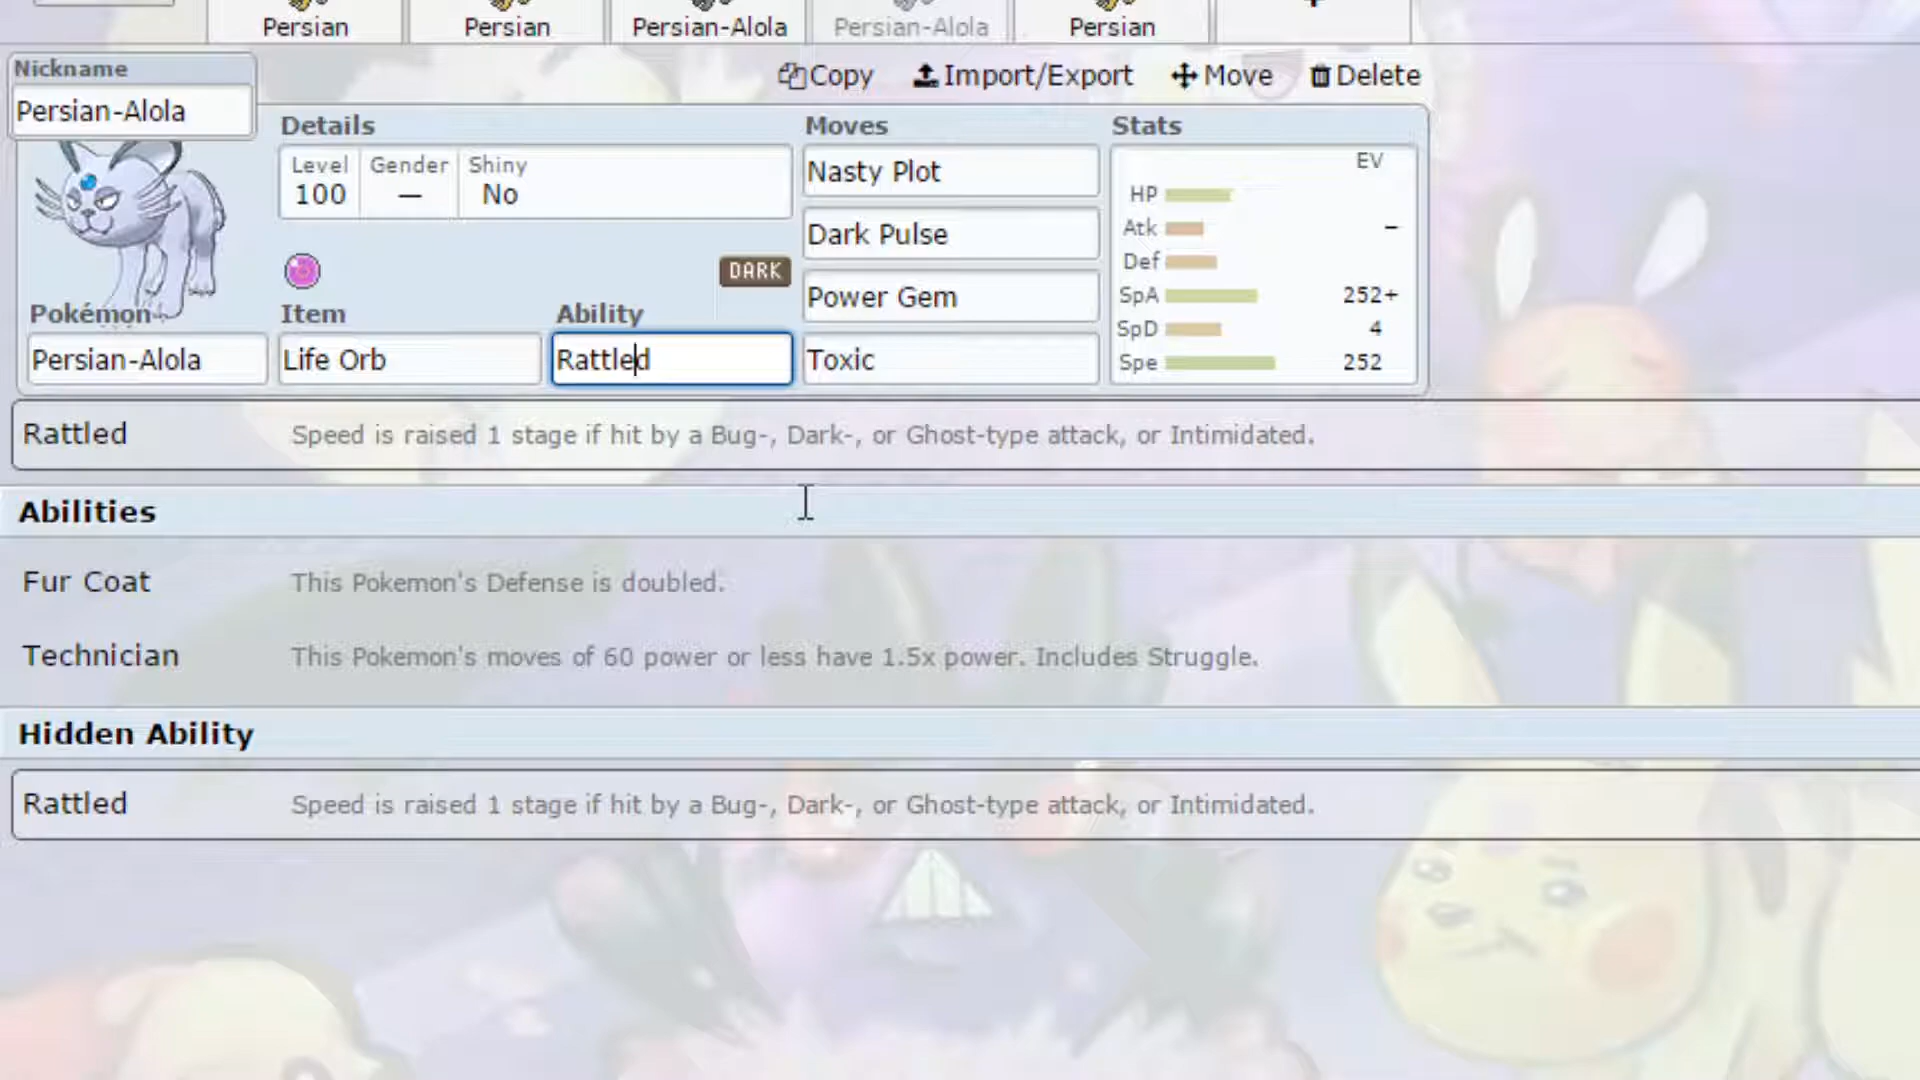 Persian Persian Persian-Alola Persian-Alola Persian
Nickname
Persian-Alola
Copy Import/Export Move Delete
Details Moves Stats
Level Gender Shiny
100 — No
Nasty Plot
EV
HP
Dark Pulse
Atk –
Def
DARK
Power Gem
SpA 252+
Pokémon Item Ability
SpD 4
Persian-Alola Life Orb Rattled Toxic
Spe 252
Rattled Speed is raised 1 stage if hit by a Bug-, Dark-, or Ghost-type attack, or Intimidated.
Abilities
Fur Coat This Pokemon's Defense is doubled.
Technician This Pokemon's moves of 60 power or less have 1.5x power. Includes Struggle.
Hidden Ability
Rattled Speed is raised 1 stage if hit by a Bug-, Dark-, or Ghost-type attack, or Intimidated.